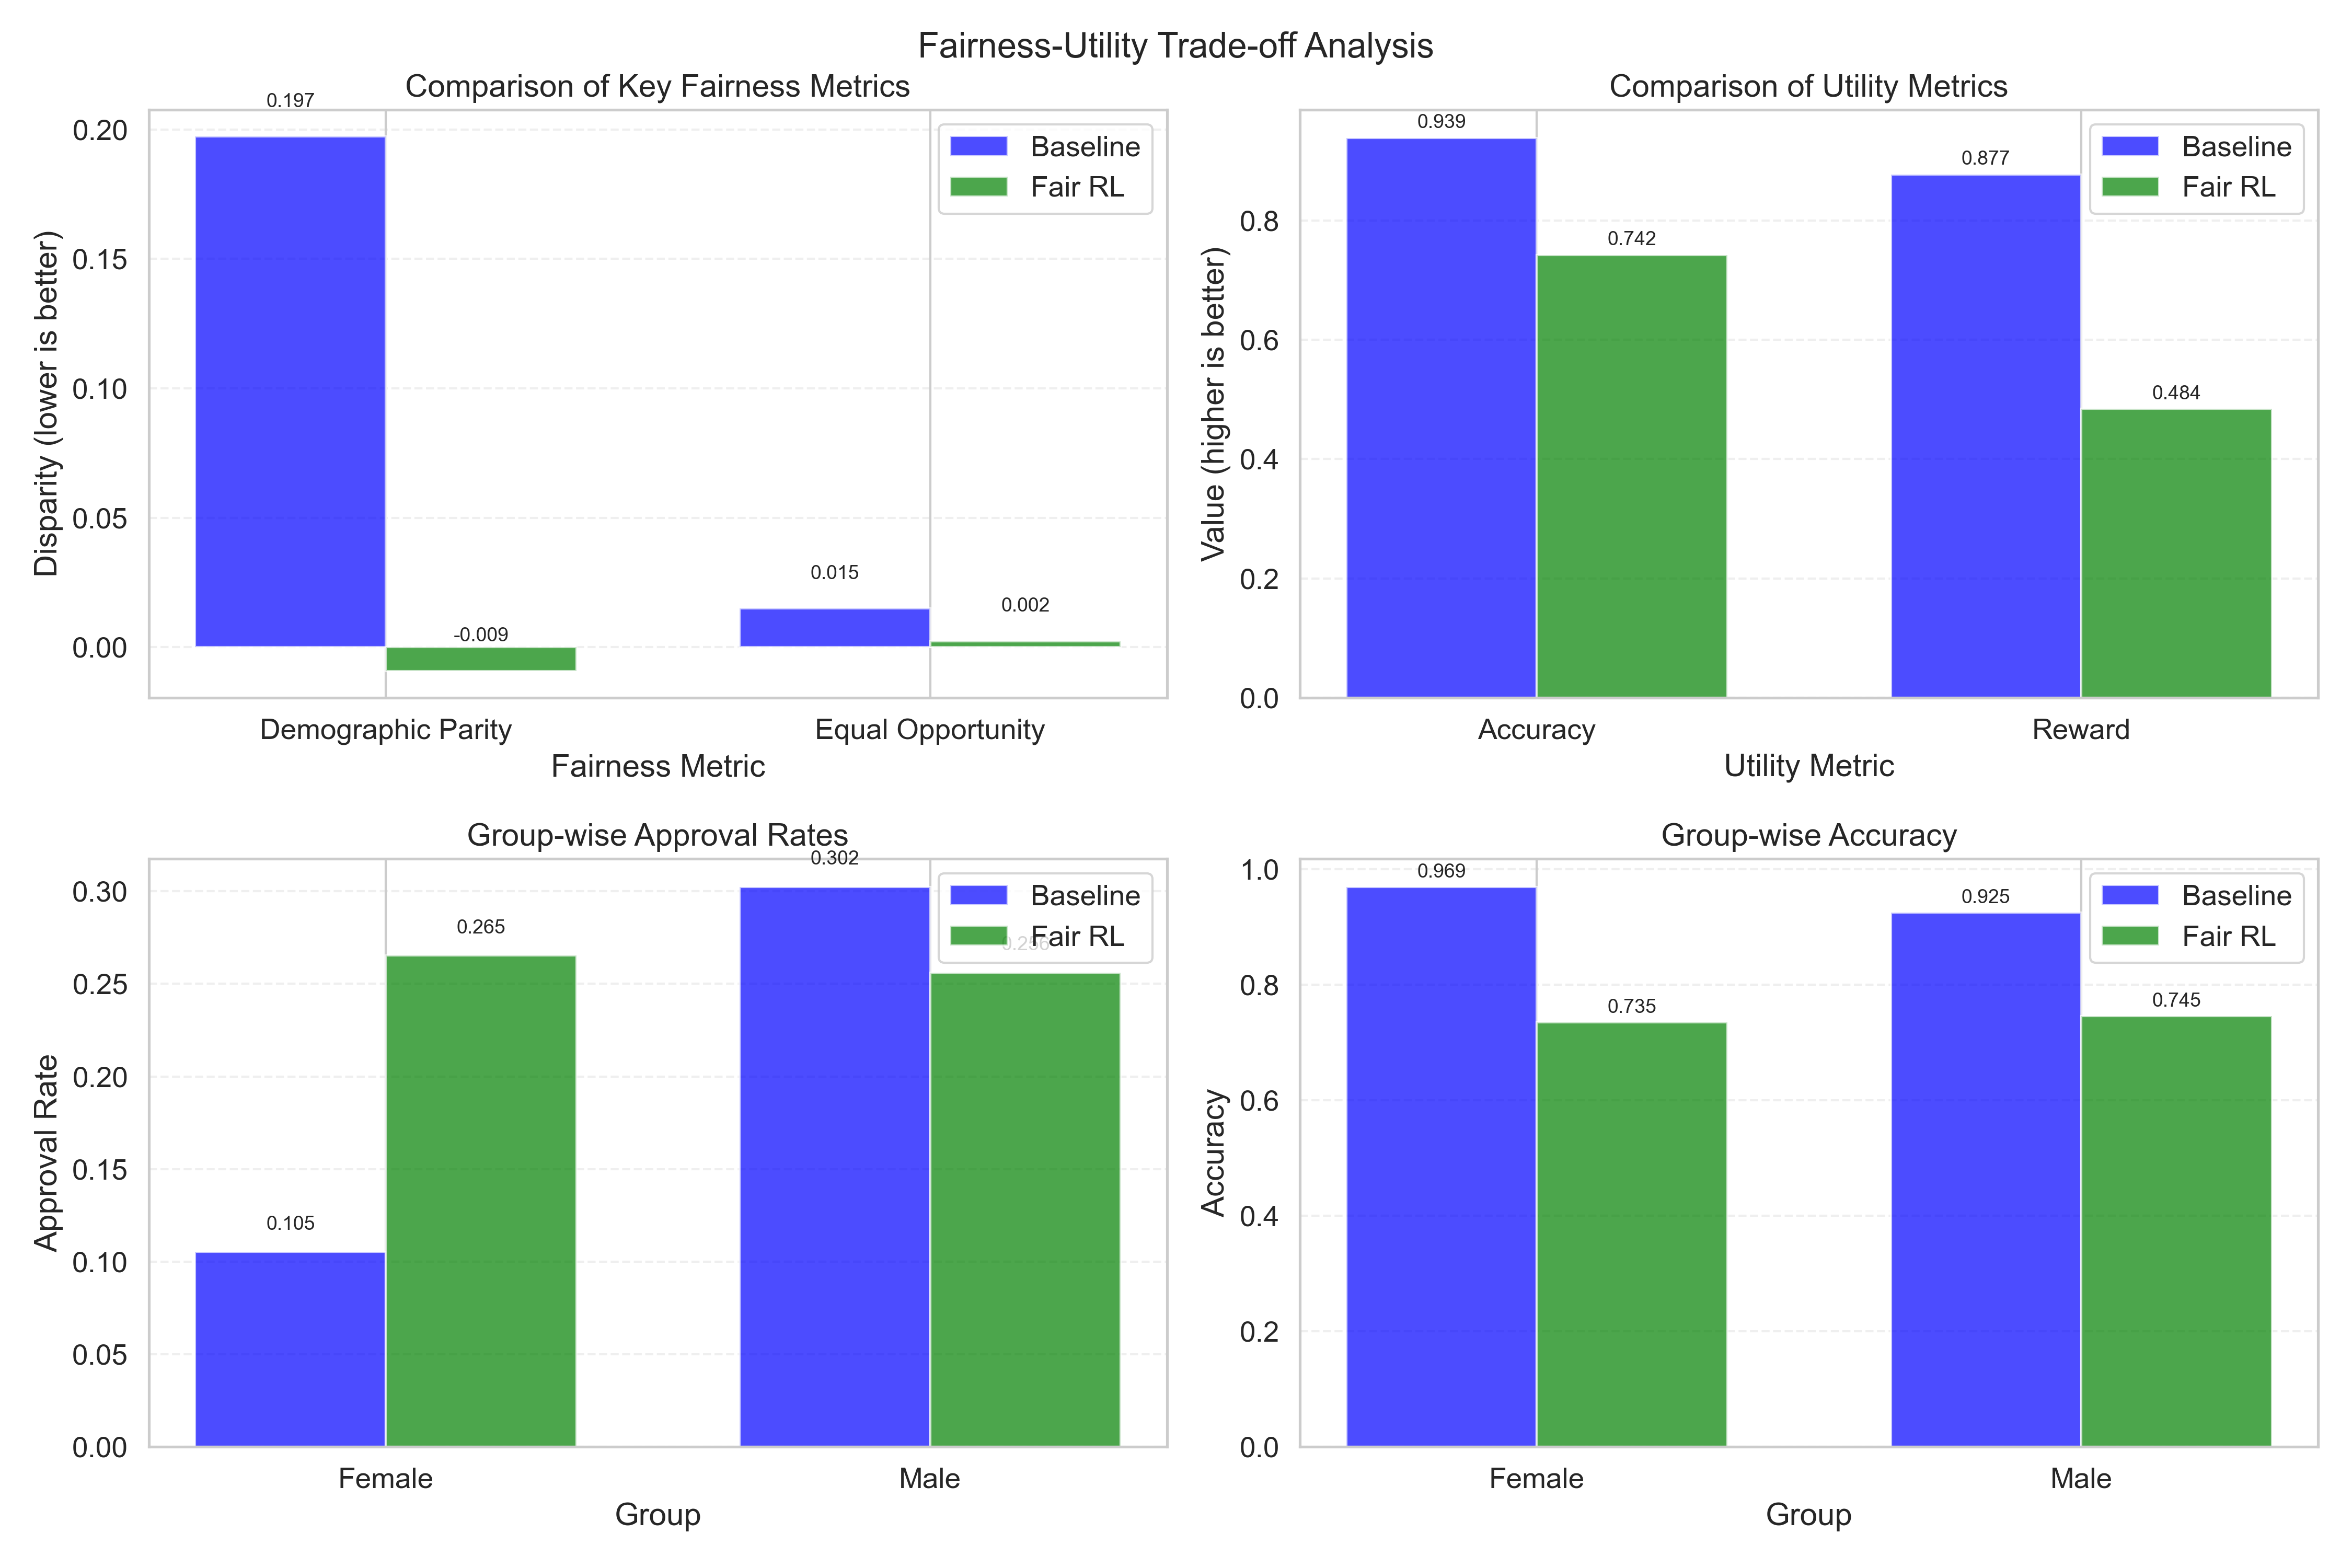 Fairness-Utility Trade-off Analysis
Comparison of Key Fairness Metrics
0.197
0.20
0.15
0.10
0.05
0.00
Disparity (lower is better)
-0.009
0.015
0.002
Baseline
Fair RL
Demographic Parity
Equal Opportunity
Fairness Metric
Comparison of Utility Metrics
0.939
0.742
0.877
0.484
0.8
0.6
0.4
0.2
0.0
Value (higher is better)
Baseline
Fair RL
Accuracy
Reward
Utility Metric
Group-wise Approval Rates
0.302
0.30
0.25
0.20
0.15
0.10
0.05
0.00
Approval Rate
0.105
0.265
0.256
Baseline
Fair RL
Female
Male
Group
Group-wise Accuracy
0.969
0.735
0.925
0.745
1.0
0.8
0.6
0.4
0.2
0.0
Accuracy
Baseline
Fair RL
Female
Male
Group